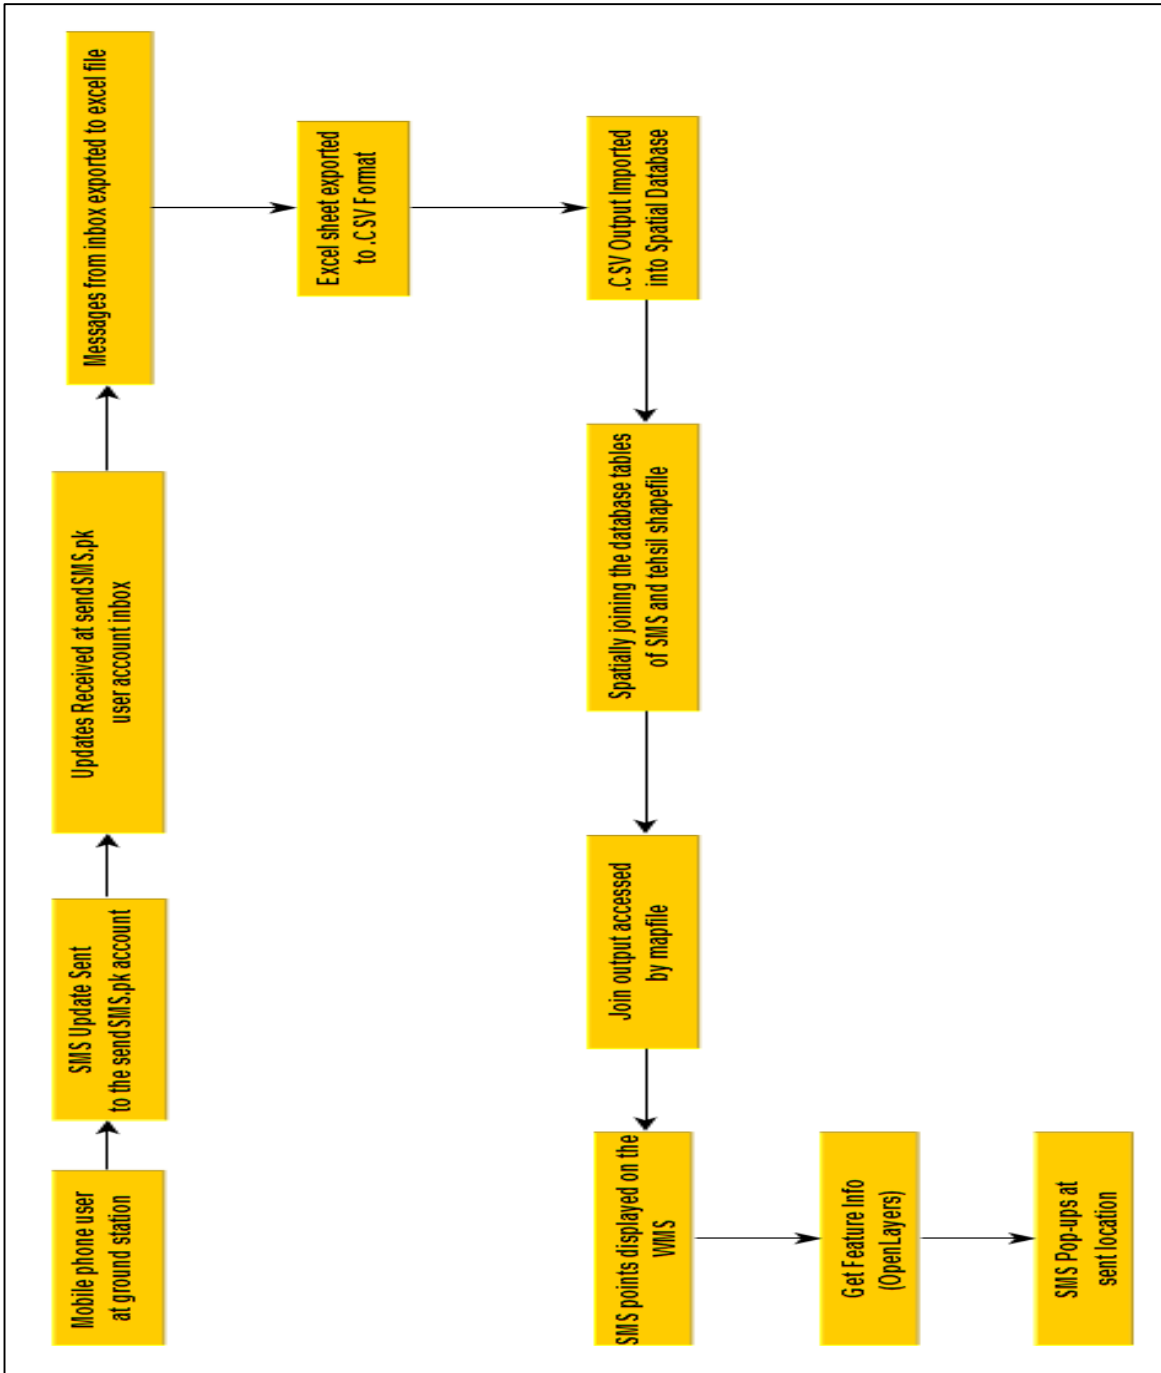 Mobile phone user
at ground station
SMS Update Sent
to the sendSMS.pk account
Updates Received at sendSMS.pk
user account inbox
Messages from inbox exported to excel file
Excel sheet exported
to .CSV Format
.CSV Output Imported
into Spatial Database
Spatially joining the database tables
of SMS and tehsil shapefile
Join output accessed
by mapfile
SMS points displayed on the
WMS
Get Feature Info
(OpenLayers)
SMS Pop-ups at
sent location